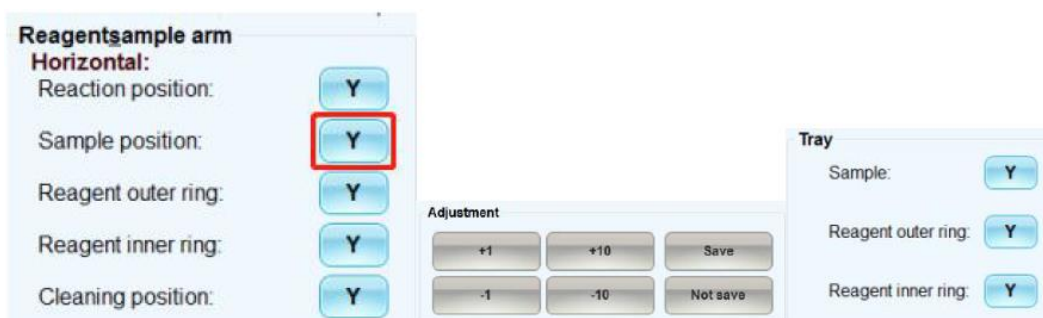 Reagentsample arm
Horizontal:
Reaction position: Y
Sample position: Y
Reagent outer ring: Y
Reagent inner ring: Y
Cleaning position: Y
Adjustment
+1 +10 Save
-1 -10 Not save
Tray
Sample: Y
Reagent outer ring: Y
Reagent inner ring: Y